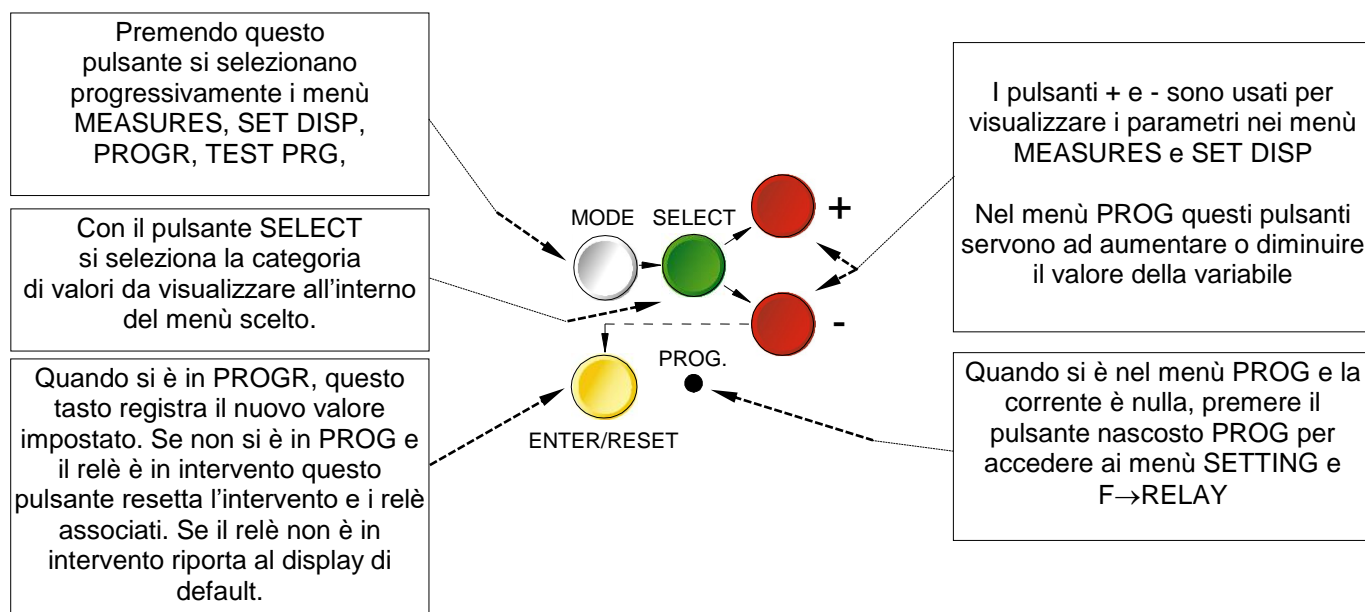 Premendo questo
pulsante si selezionano
progressivamente i menù
MEASURES, SET DISP,
PROGR, TEST PRG,
Con il pulsante SELECT
si seleziona la categoria
di valori da visualizzare all’interno
del menù scelto.
Quando si è in PROGR, questo
tasto registra il nuovo valore
impostato. Se non si è in PROG e
il relè è in intervento questo
pulsante resetta l’intervento e i relè
associati. Se il relè non è in
intervento riporta al display di
default.
MODE SELECT
+
-
PROG.
ENTER/RESET
I pulsanti + e - sono usati per
visualizzare i parametri nei menù
MEASURES e SET DISP
Nel menù PROG questi pulsanti
servono ad aumentare o diminuire
il valore della variabile
Quando si è nel menù PROG e la
corrente è nulla, premere il
pulsante nascosto PROG per
accedere ai menù SETTING e
F→RELAY